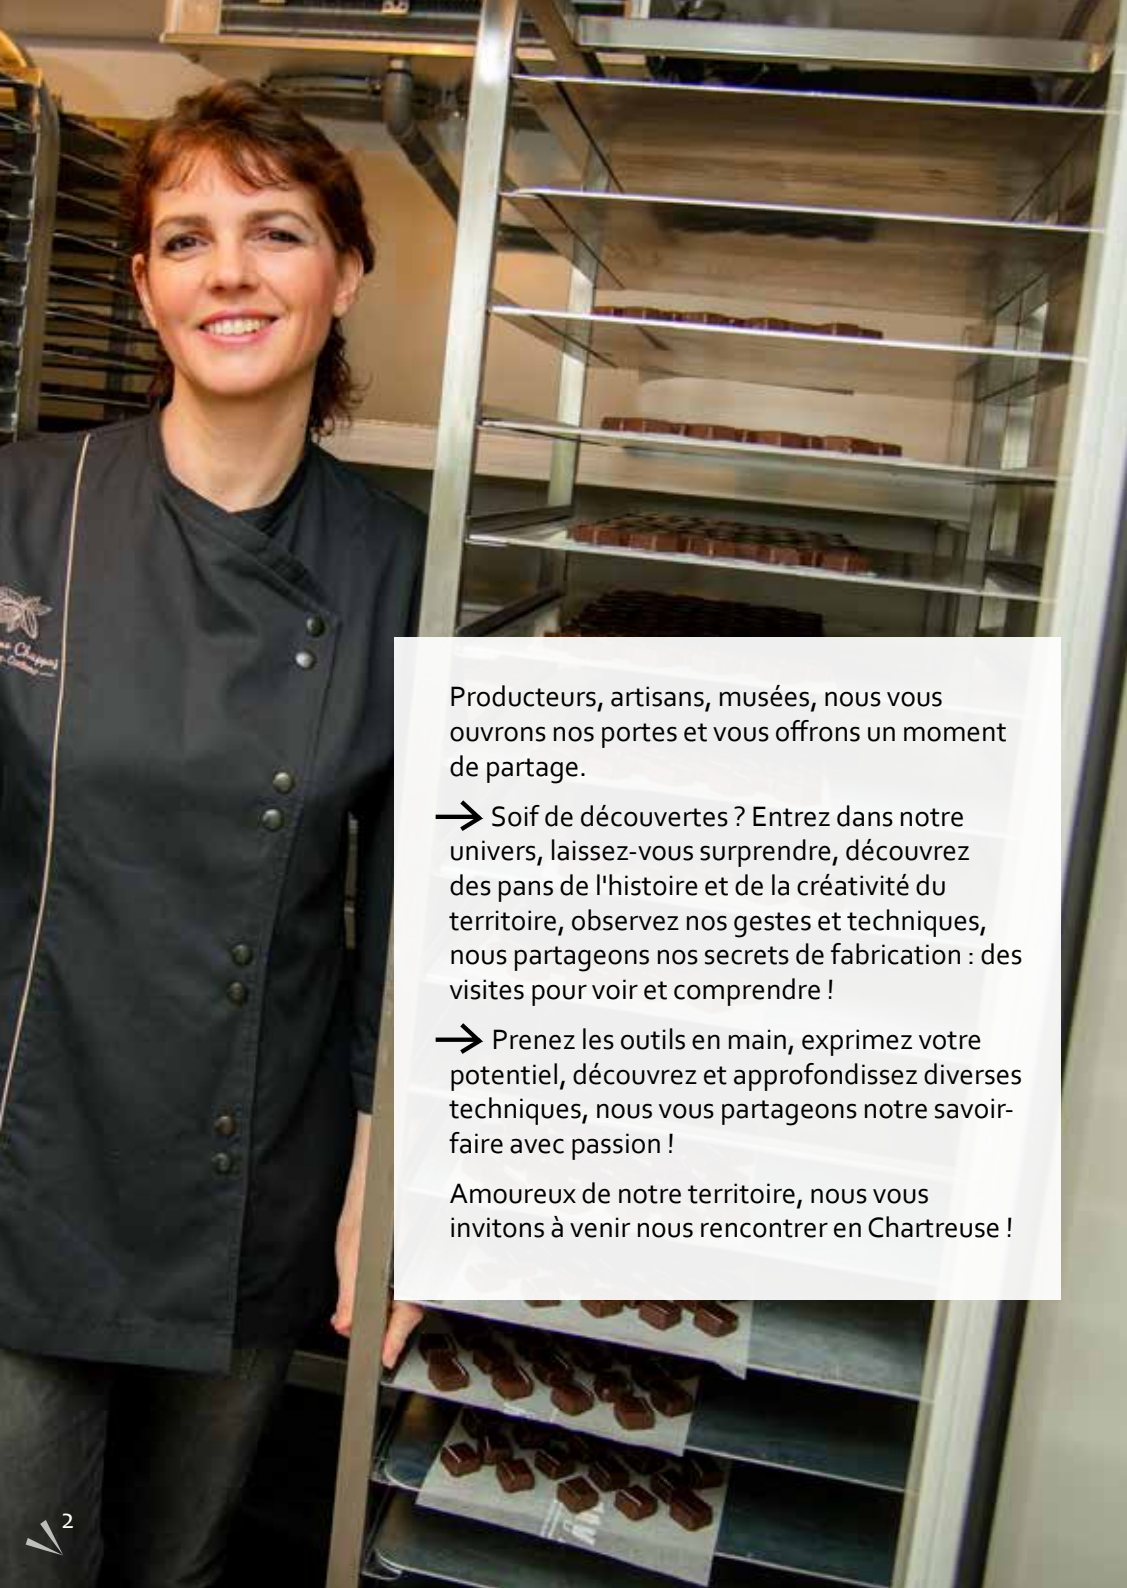 Producteurs, artisans, musées, nous vous
ouvrons nos portes et vous offrons un moment
de partage.
→ Soif de découvertes ? Entrez dans notre
univers, laissez-vous surprendre, découvrez
des pans de l'histoire et de la créativité du
territoire, observez nos gestes et techniques,
nous partageons nos secrets de fabrication : des
visites pour voir et comprendre !
→ Prenez les outils en main, exprimez votre
potentiel, découvrez et approfondissez diverses
techniques, nous vous partageons notre savoir-
faire avec passion !
Amoureux de notre territoire, nous vous
invitons à venir nous rencontrer en Chartreuse !
2